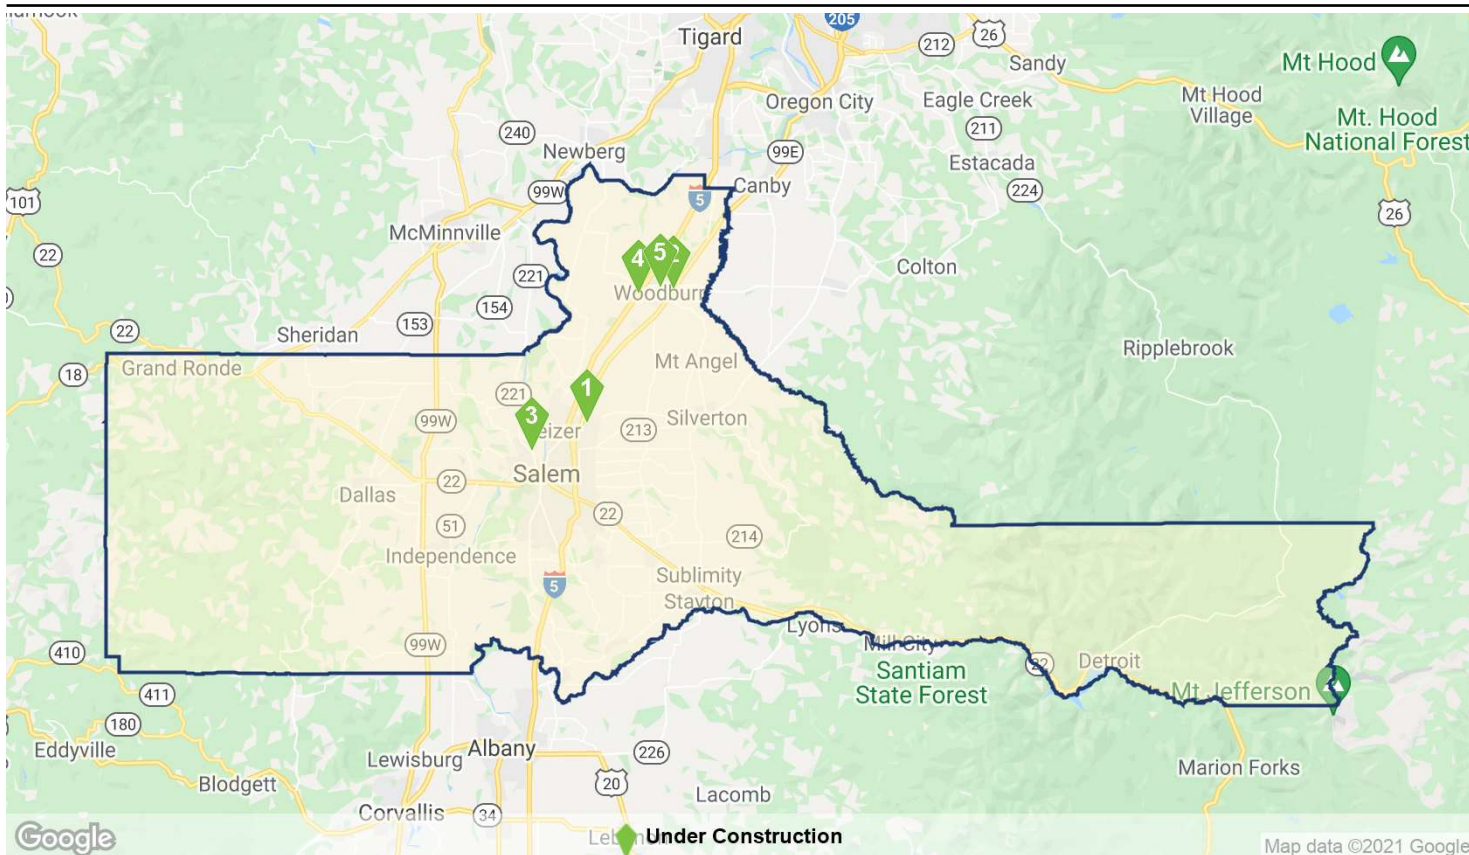 205
Tigard
212
26
Sandy
Mt Hood
Mt Hood
Village
Oregon City
Eagle Creek
211
Mt. Hood
National Forest
240
Newberg
99E
Estacada
224
99W
5
Canby
101
26
McMinnville
22
4
5
2
221
Colton
Woodburn
154
Sheridan
153
22
Ripplebrook
Mt Angel
Grand Ronde
18
1
221
3
99W
eizer
213
Silverton
Salem
22
Dallas
22
51
214
Independence
5
Sublimity
Stayton
Lyons
99W
Mill City
410
22
Detroit
Santiam
State Forest
Mt Jefferson
411
180
Eddyville
Albany
226
Lewisburg
Marion Forks
Blodgett
20
Lacomb
Corvallis
34
Google
Under Construction
Map data ©2021 Google